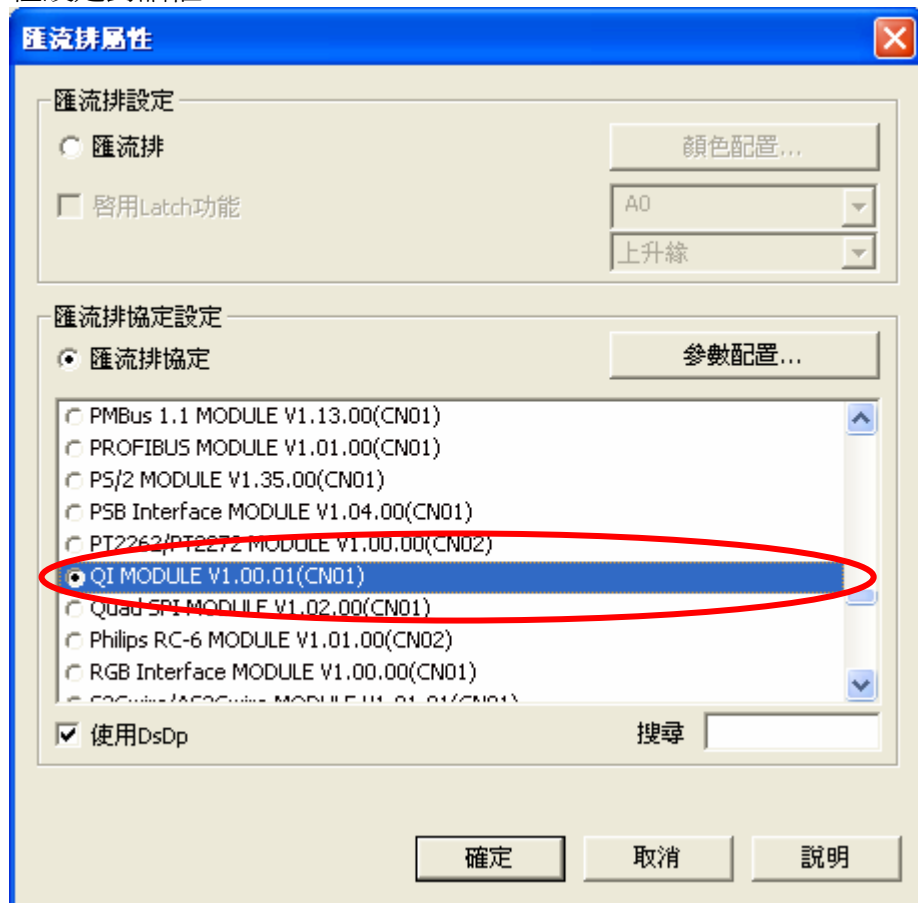 匯流排屬性
匯流排設定
匯流排
顏色配置...
啓用Latch功能
A0
上升緣
匯流排協定設定
匯流排協定
參數配置...
PMBus 1.1 MODULE V1.13.00(CN01)
PROFIBUS MODULE V1.01.00(CN01)
PS/2 MODULE V1.35.00(CN01)
PSB Interface MODULE V1.04.00(CN01)
PT2262/PT2272 MODULE V1.00.00(CN02)
QI MODULE V1.00.01(CN01)
Quad SPI MODULE V1.02.00(CN01)
Philips RC-6 MODULE V1.01.00(CN02)
RGB Interface MODULE V1.00.00(CN01)
使用DsDp
搜尋
確定
取消
說明